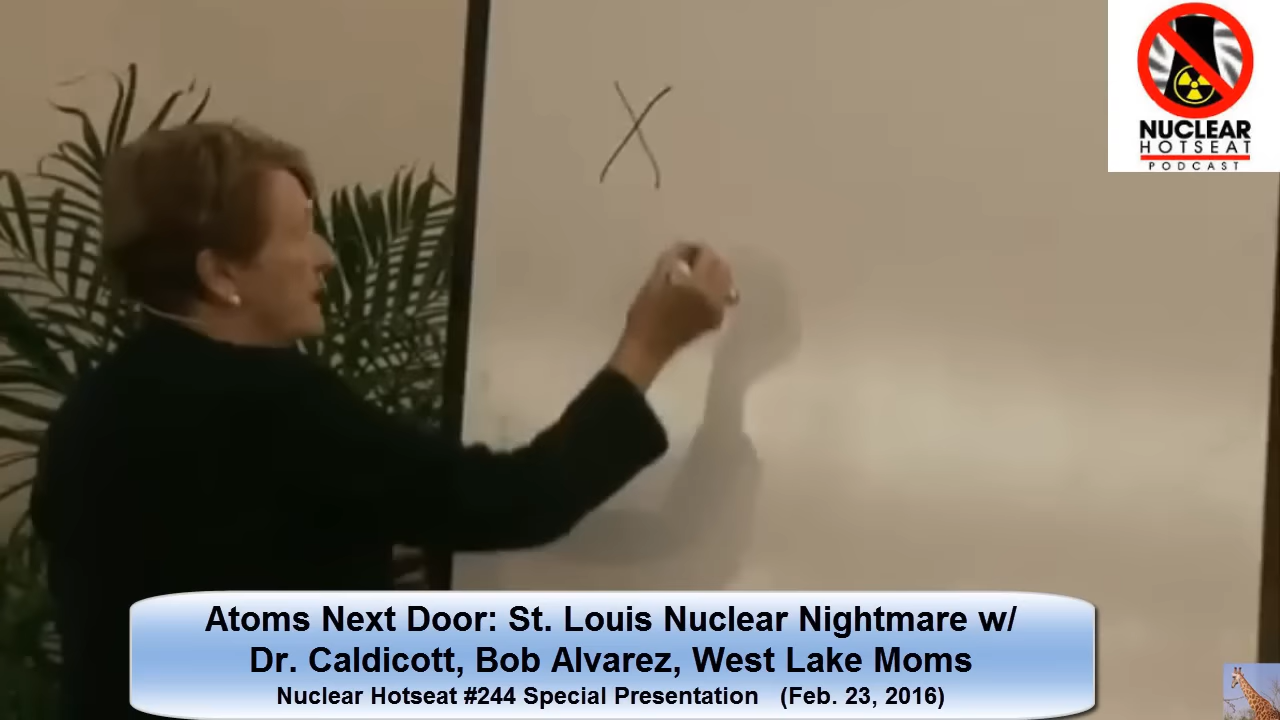 X
NUCLEAR
HOTSEAT
PODCAST
Atoms Next Door: St. Louis Nuclear Nightmare w/
Dr. Caldicott, Bob Alvarez, West Lake Moms
Nuclear Hotseat #244 Special Presentation (Feb. 23, 2016)